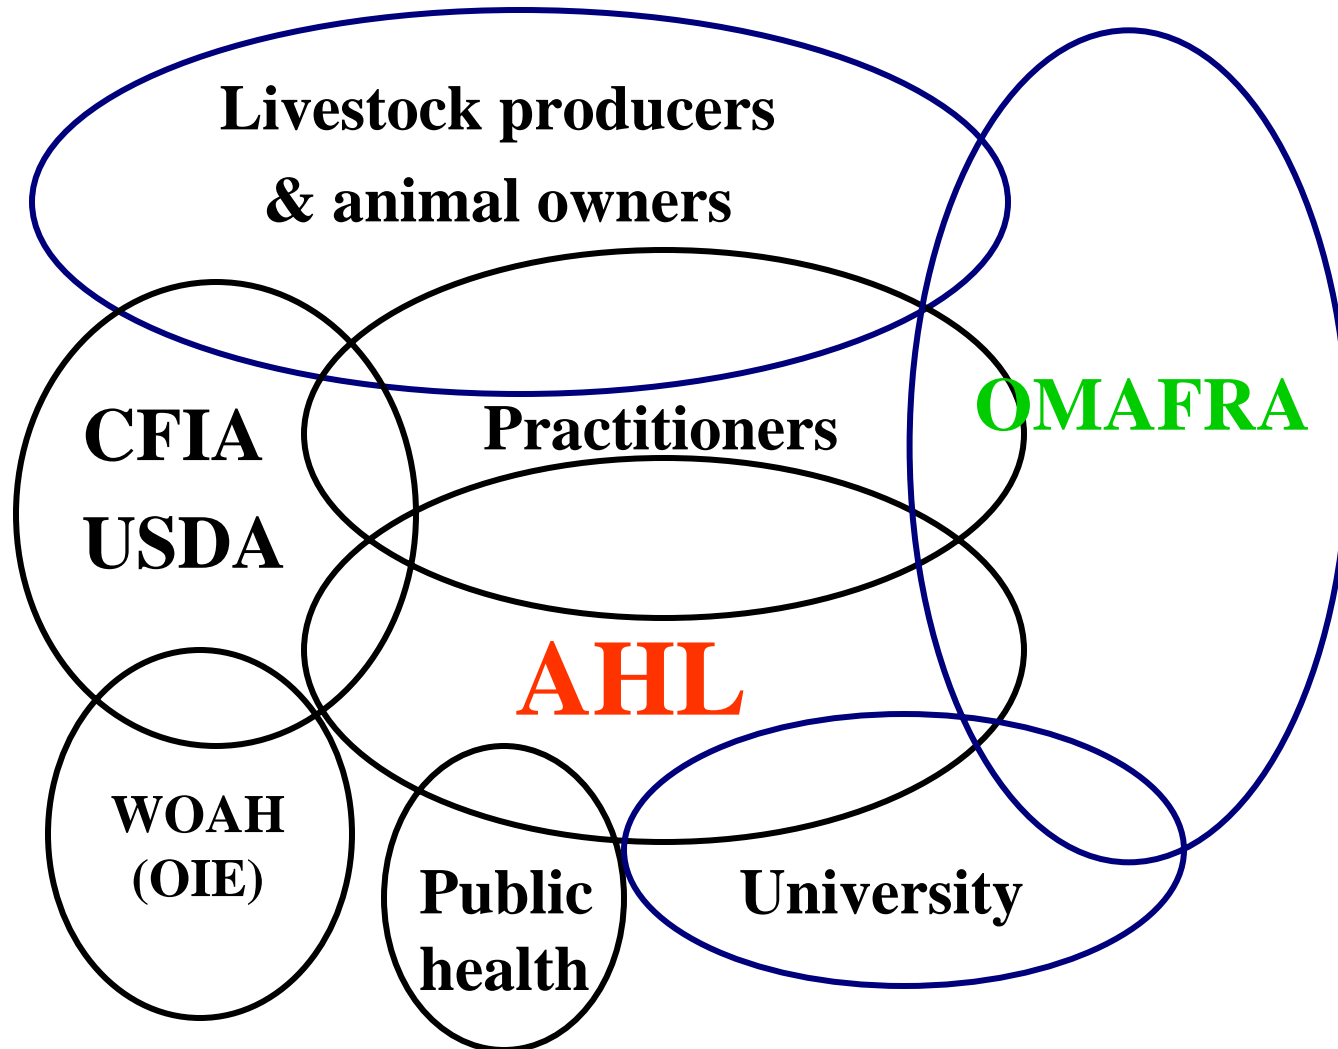 Livestock producers
& animal owners
OMAFRA
Practitioners
CFIA
USDA
AHL
WOAH
(OIE)
Public
health
University